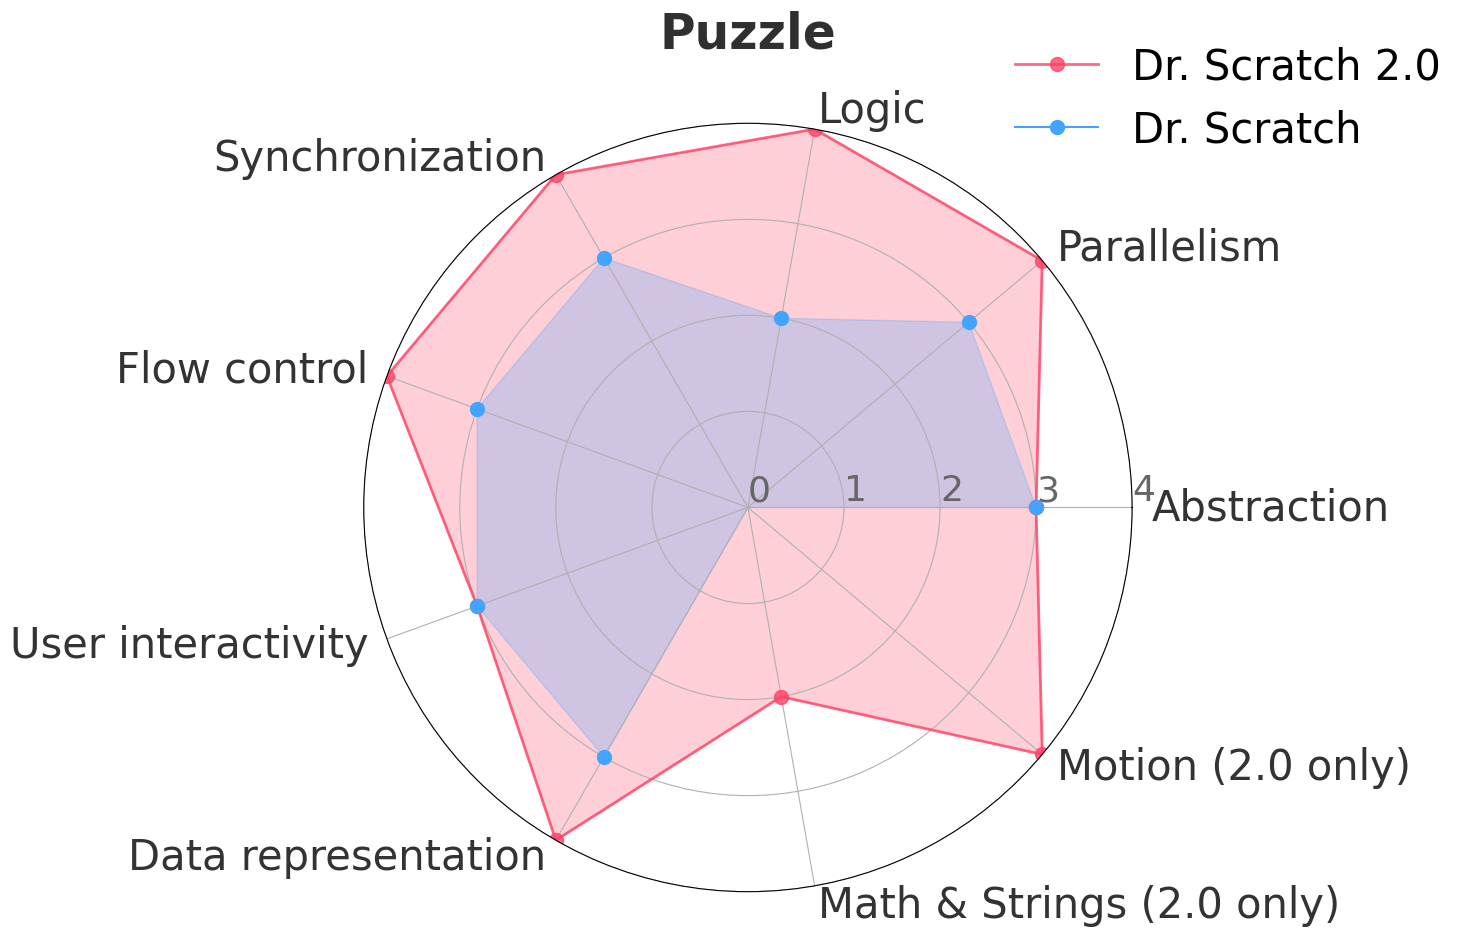 Puzzle
Dr. Scratch 2.0
Dr. Scratch
Logic
Synchronization
Parallelism
Flow control
0 1 2 3 4
Abstraction
User interactivity
Motion (2.0 only)
Data representation
Math & Strings (2.0 only)